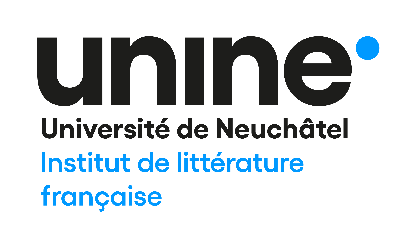 unine
Université de Neuchâtel
Institut de littérature
française